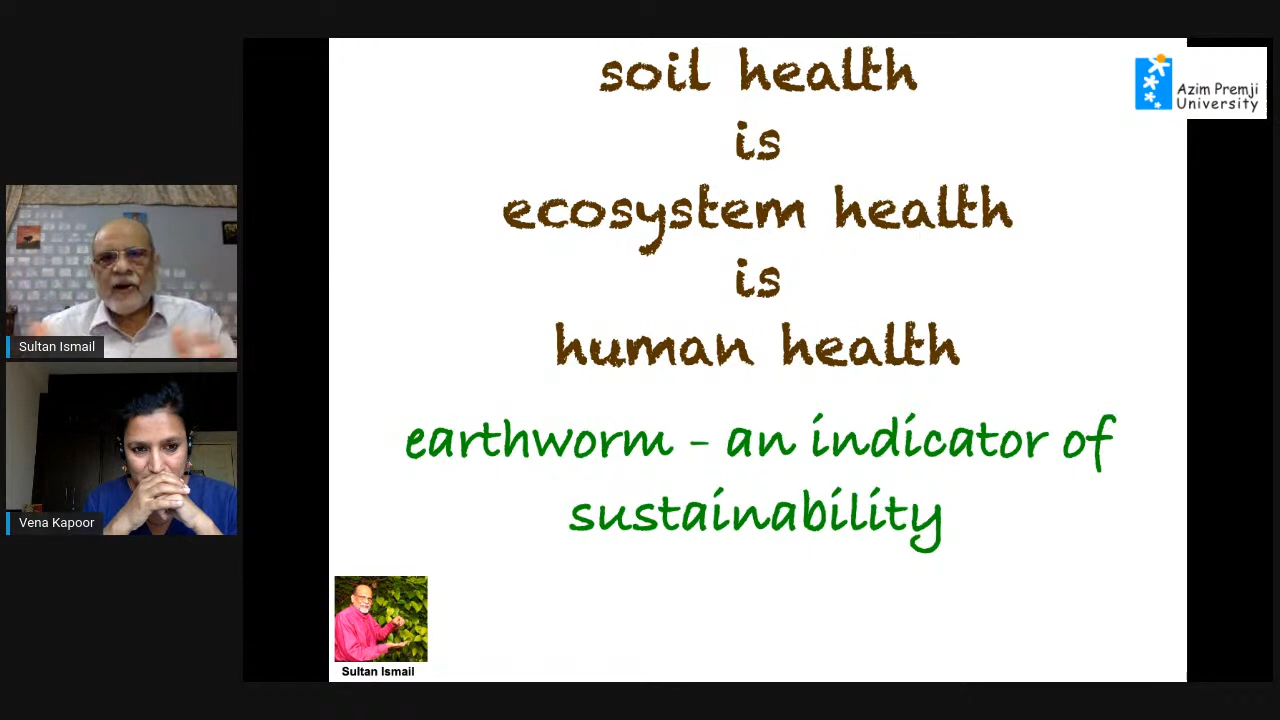 soil health
is
ecosystem health
is
human health
earthworm - an indicator of
sustainability
Azim Premji
University
Sultan Ismail
Vena Kapoor
Sultan Ismail